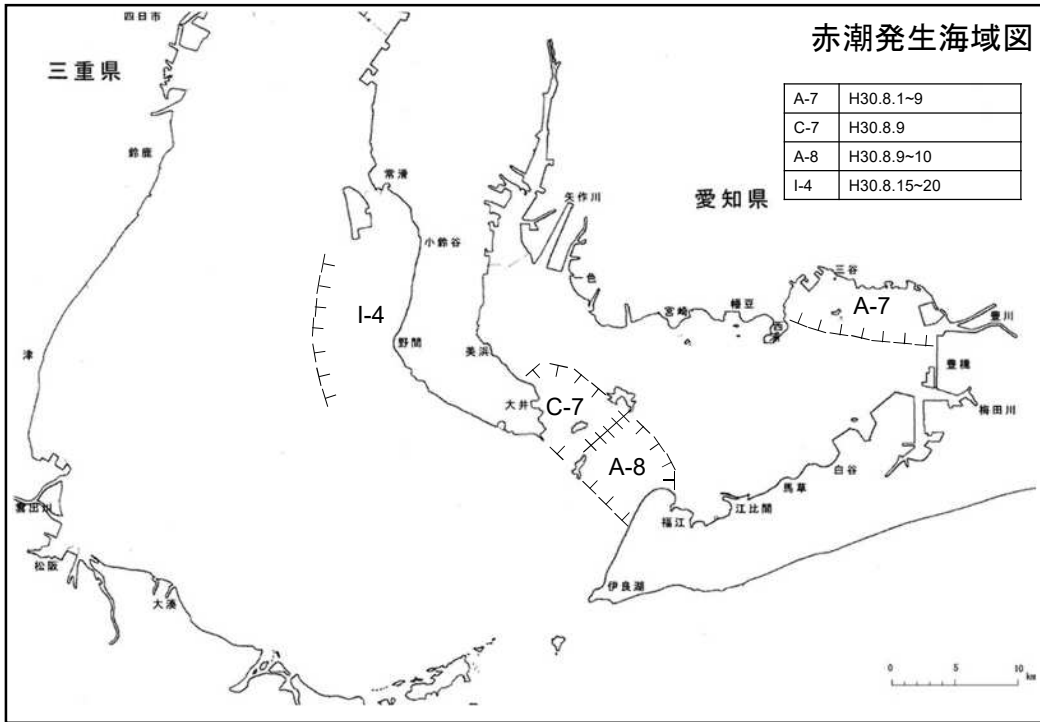 赤潮発生海域図
A-7 H30.8.1~9
C-7 H30.8.9
A-8 H30.8.9~10
I-4 H30.8.15~20
四日市
三重県
鈴鹿
常滑
矢作川
愛知県
小鈴谷
一色
三谷
宮崎
幡豆
西浦
A-7
豊川
I-4
野間
美浜
津
豊橋
大井
C-7
梅田川
A-8
白谷
馬草
江比間
福江
雲出川
松阪
伊良湖
大湊
0 5 10
km